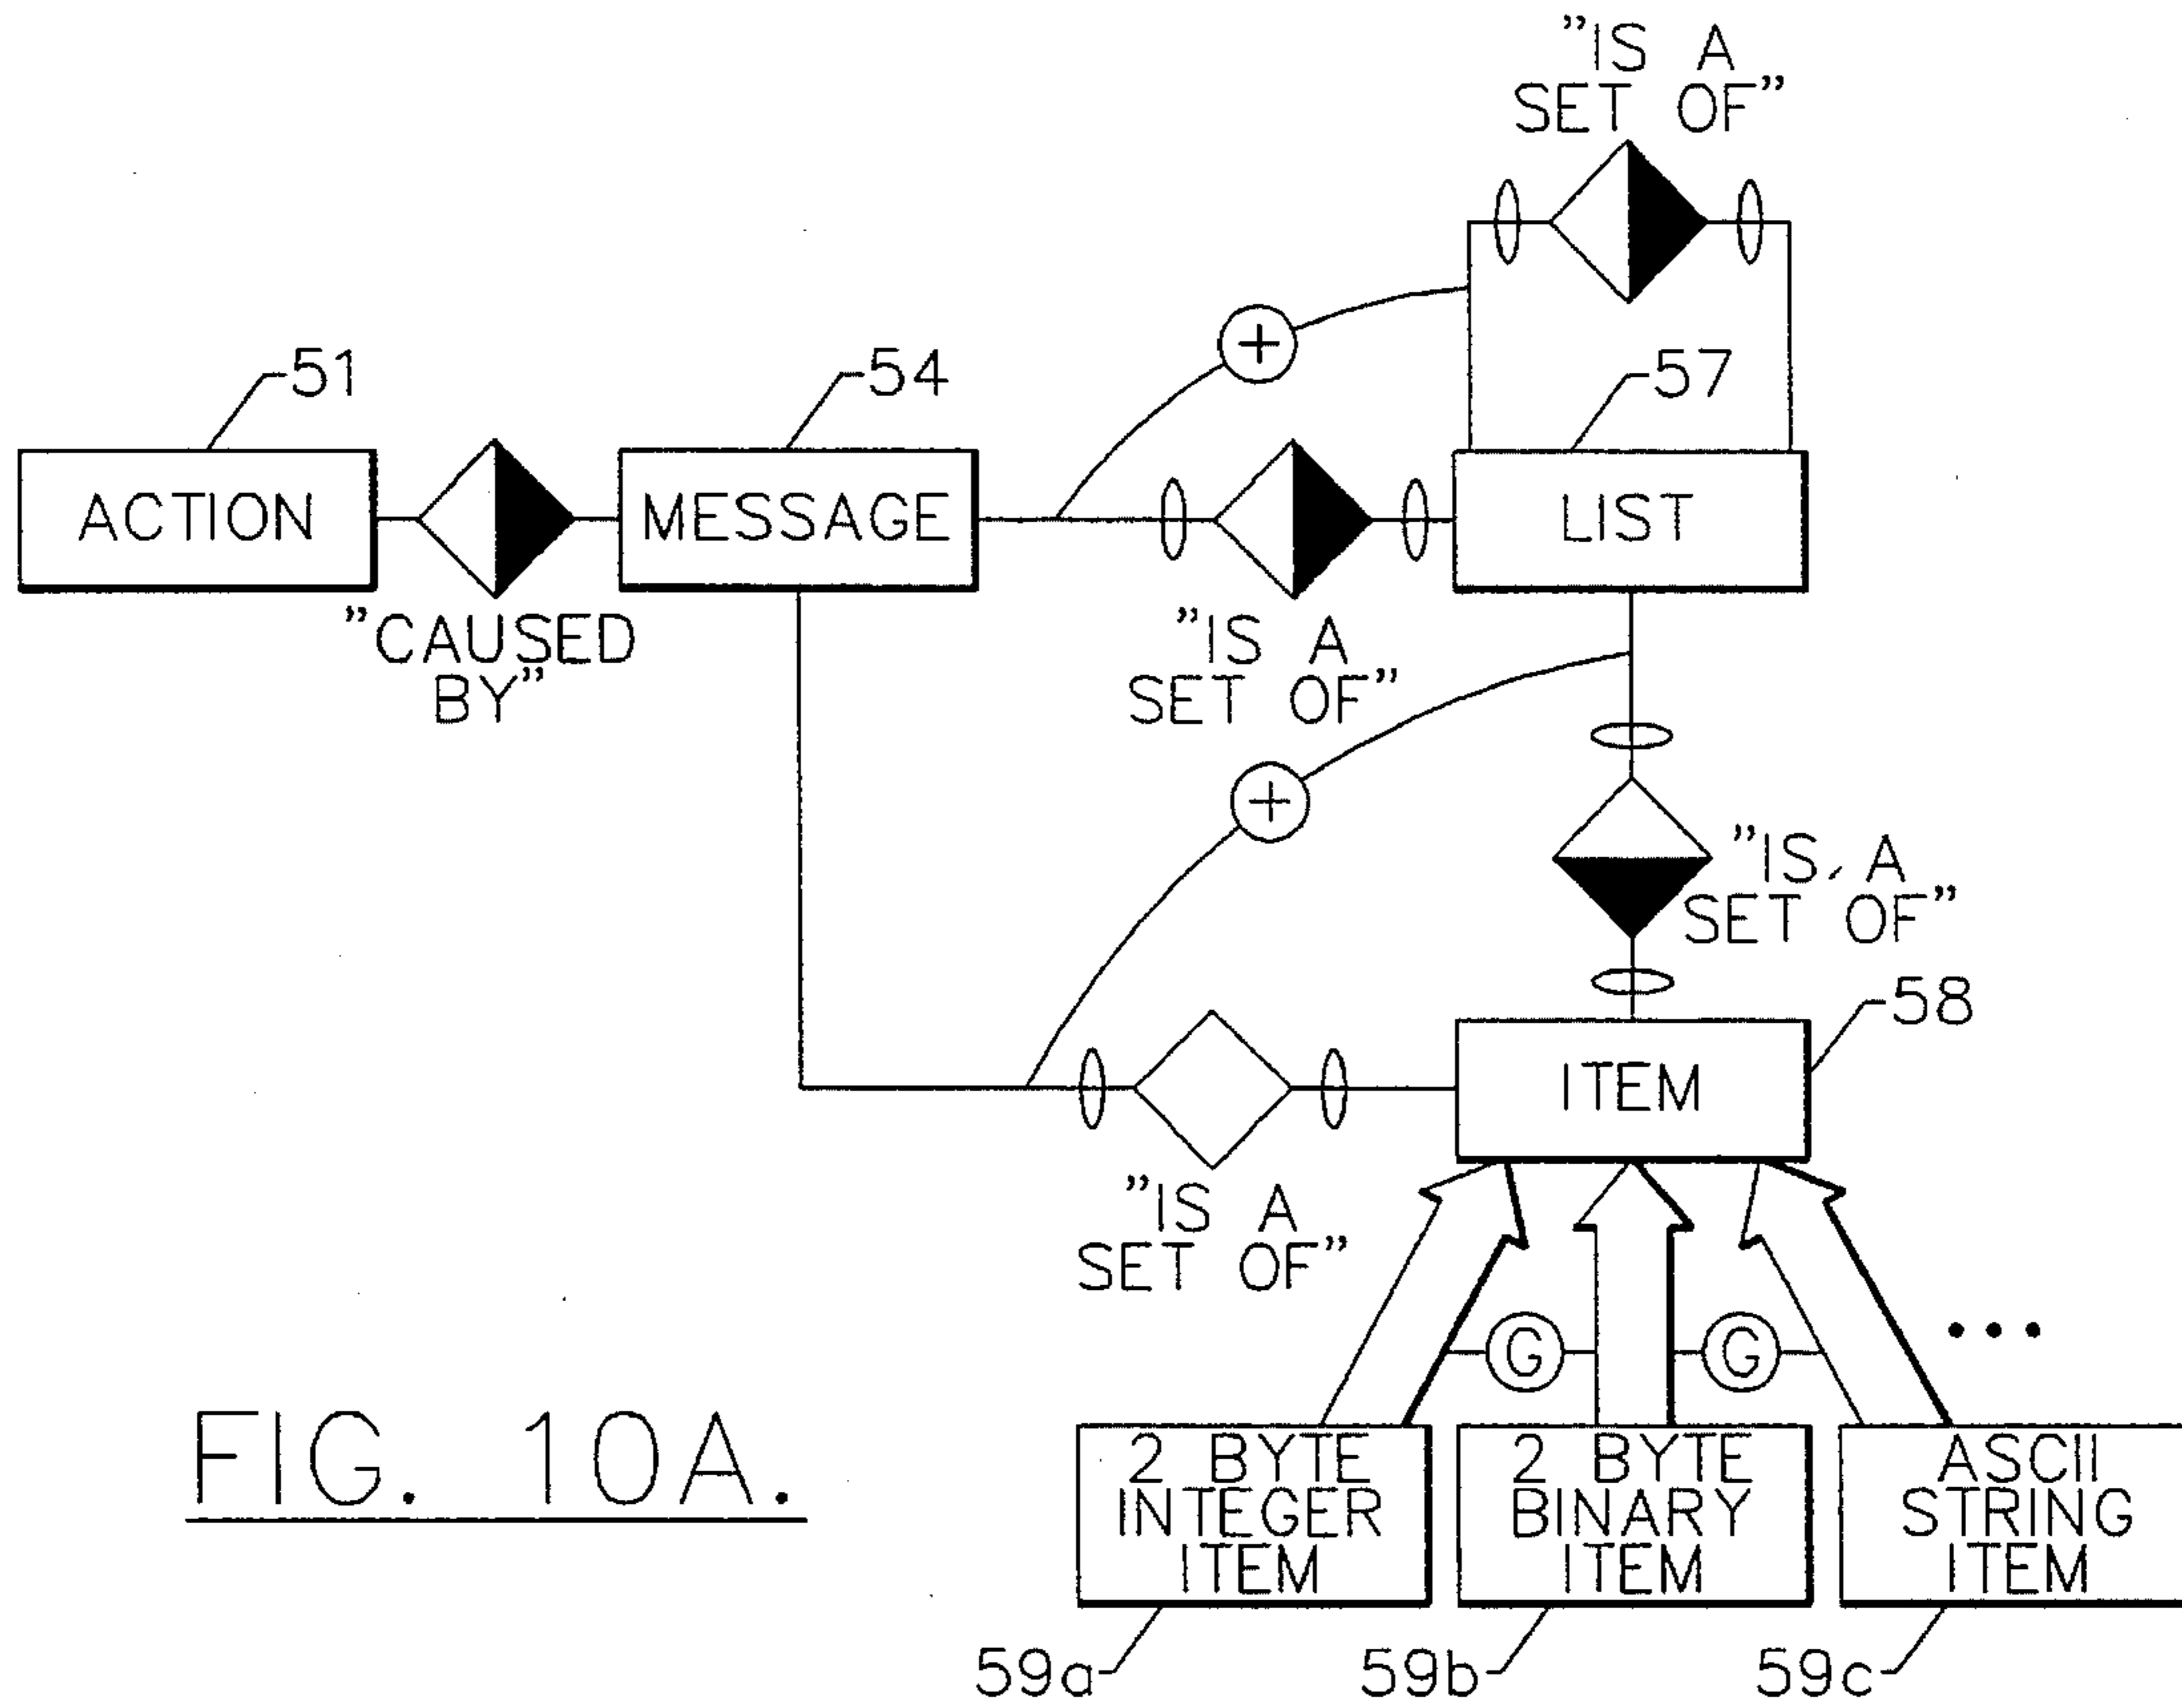 ”IS A
SET OF”
51
54
57
ACTION
MESSAGE
LIST
”CAUSED
BY”
”IS A
SET OF”
”IS A
SET OF”
58
ITEM
”IS A
SET OF”
G
G
•••
2 BYTE
INTEGER
ITEM
2 BYTE
BINARY
ITEM
ASCII
STRING
ITEM
59a
59b
59c
FIG. 10A.